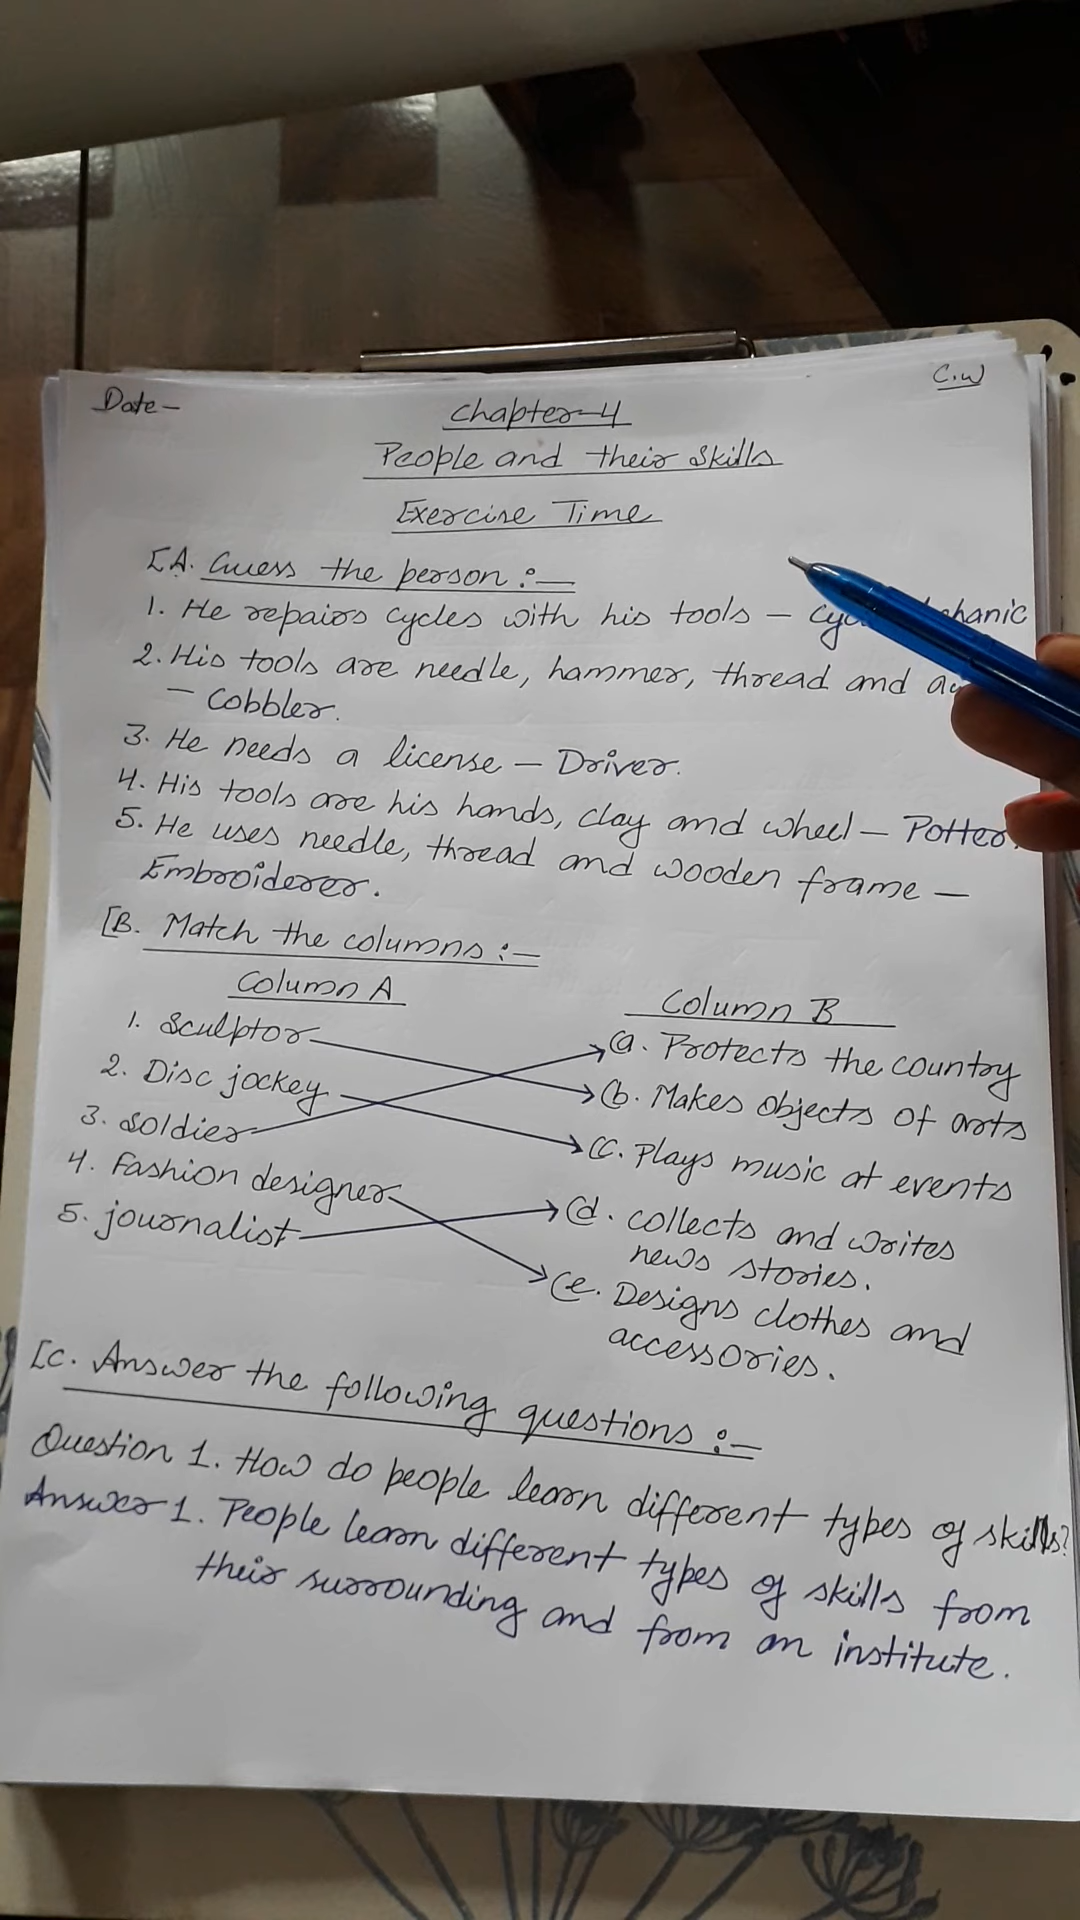 Date-
C.W
Chapter-4
People and their Skills
Exercise Time
[A. Guess the person :-
1. He repairs cycles with his tools -
2. His tools are needle, hammer, thread and
- Cobbler.
3. He needs a license - Driver.
4. His tools are his hands, clay and wheel - Potter.
5. He uses needle, thread and wooden frame -
Embroiderer.
[B. Match the columns :-
Column A
Column B
1. Sculptor
(a. Protects the country
2. Disc jockey
(b. Makes objects of arts
3. Soldier
(c. Plays music at events
4. Fashion designer
(d. collects and writes
news stories.
5. journalist
(e. Designs clothes and
accessories.
[C. Answer the following questions :-
Question 1. How do people learn different types of skills?
Answer 1. People learn different types of skills from
their surrounding and from an institute.